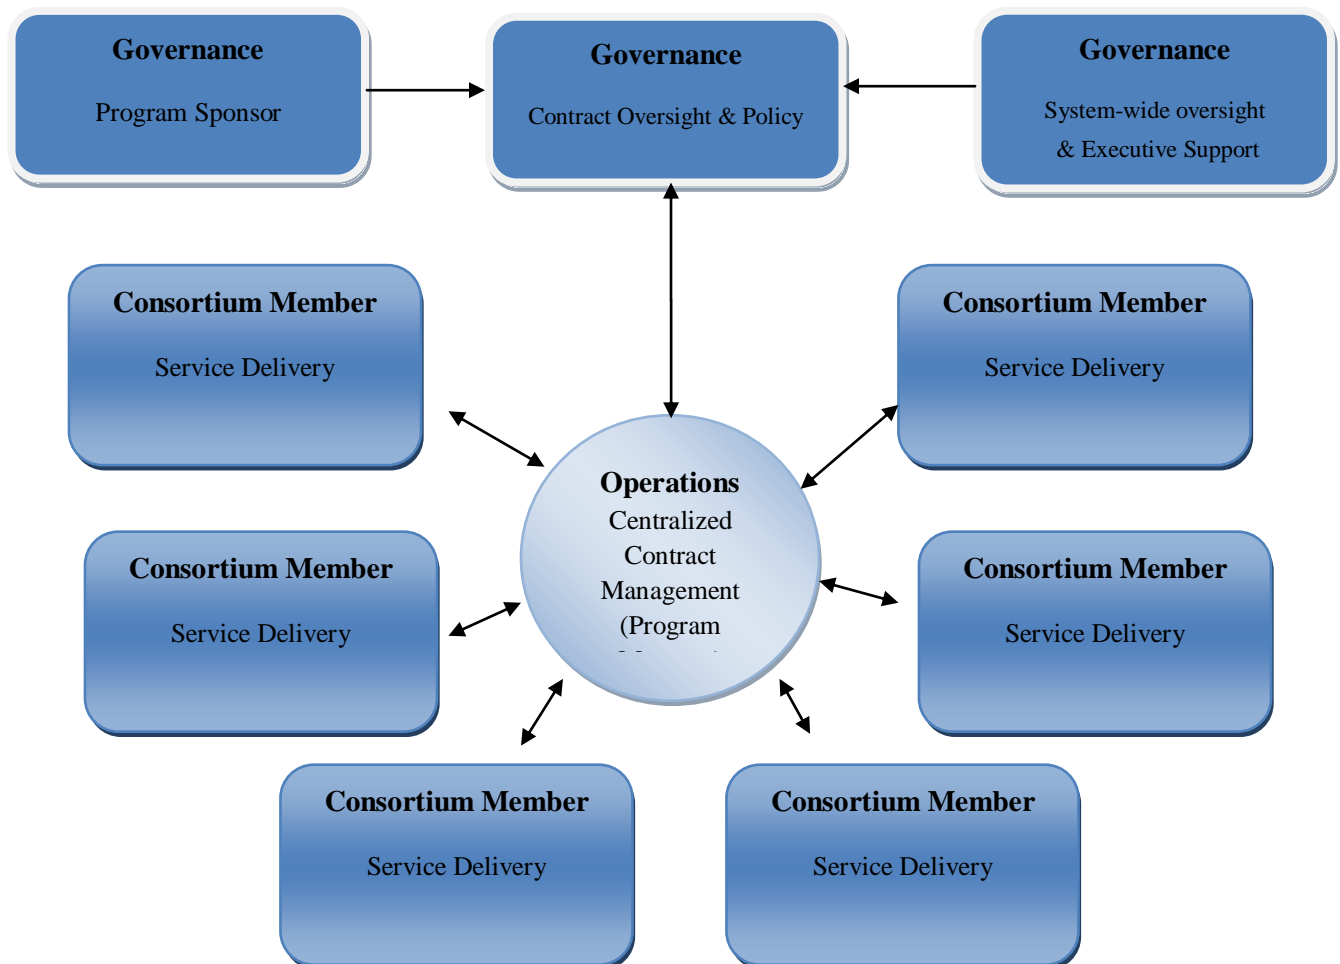 Governance
Program Sponsor
Governance
Contract Oversight & Policy
Governance
System-wide oversight
& Executive Support
Consortium Member
Service Delivery
Consortium Member
Service Delivery
Operations
Centralized
Contract
Management
(Program
Consortium Member
Service Delivery
Consortium Member
Service Delivery
Consortium Member
Service Delivery
Consortium Member
Service Delivery